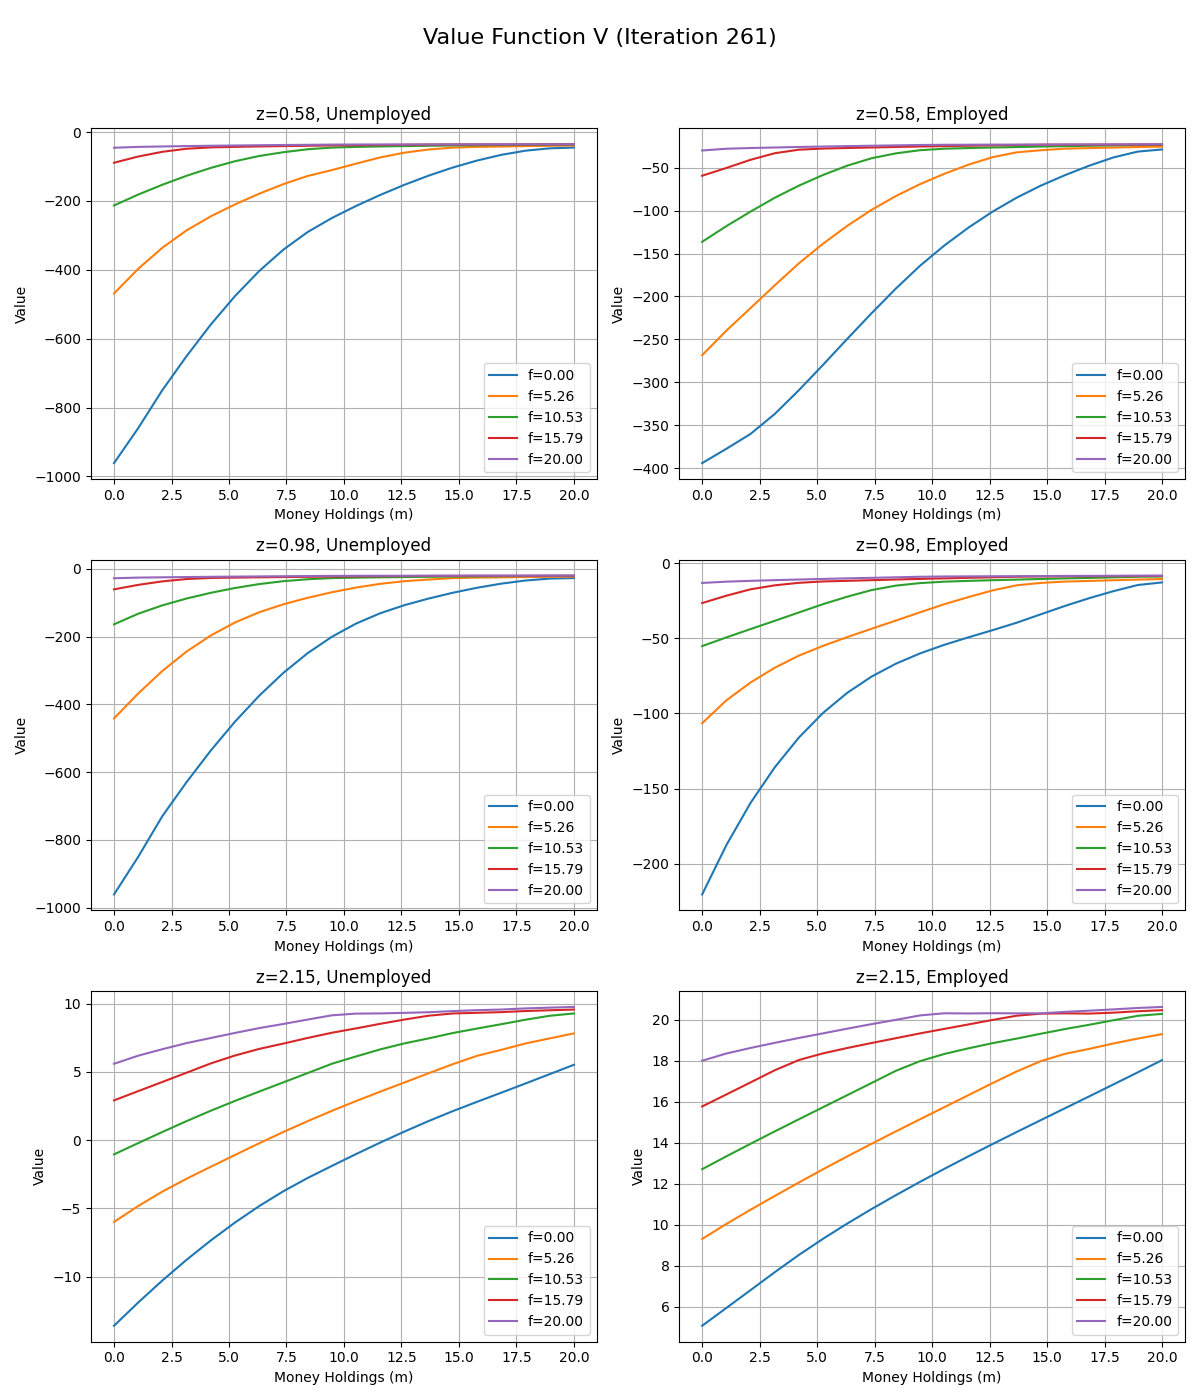 Value Function V (Iteration 261)
z=0.58, Unemployed
0
−200
−400
−600
−800
−1000
Value
0.0 2.5 5.0 7.5 10.0 12.5 15.0 17.5 20.0
Money Holdings (m)
f=0.00
f=5.26
f=10.53
f=15.79
f=20.00
z=0.58, Employed
−50
−100
−150
−200
−250
−300
−350
−400
Value
0.0 2.5 5.0 7.5 10.0 12.5 15.0 17.5 20.0
Money Holdings (m)
f=0.00
f=5.26
f=10.53
f=15.79
f=20.00
z=0.98, Unemployed
0
−200
−400
−600
−800
−1000
Value
0.0 2.5 5.0 7.5 10.0 12.5 15.0 17.5 20.0
Money Holdings (m)
f=0.00
f=5.26
f=10.53
f=15.79
f=20.00
z=0.98, Employed
0
−50
−100
−150
−200
Value
0.0 2.5 5.0 7.5 10.0 12.5 15.0 17.5 20.0
Money Holdings (m)
f=0.00
f=5.26
f=10.53
f=15.79
f=20.00
z=2.15, Unemployed
10
5
0
−5
−10
Value
0.0 2.5 5.0 7.5 10.0 12.5 15.0 17.5 20.0
Money Holdings (m)
f=0.00
f=5.26
f=10.53
f=15.79
f=20.00
z=2.15, Employed
20
18
16
14
12
10
8
6
Value
0.0 2.5 5.0 7.5 10.0 12.5 15.0 17.5 20.0
Money Holdings (m)
f=0.00
f=5.26
f=10.53
f=15.79
f=20.00